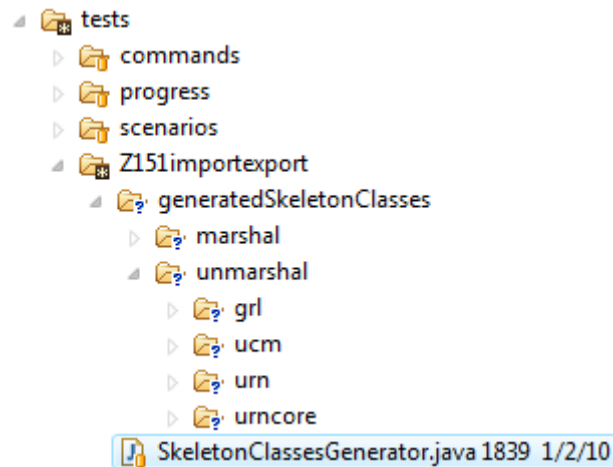 tests
commands
progress
scenarios
Z151importexport
generatedSkeletonClasses
marshal
unmarshal
grl
ucm
urn
urncore
SkeletonClassesGenerator.java 1839 1/2/10